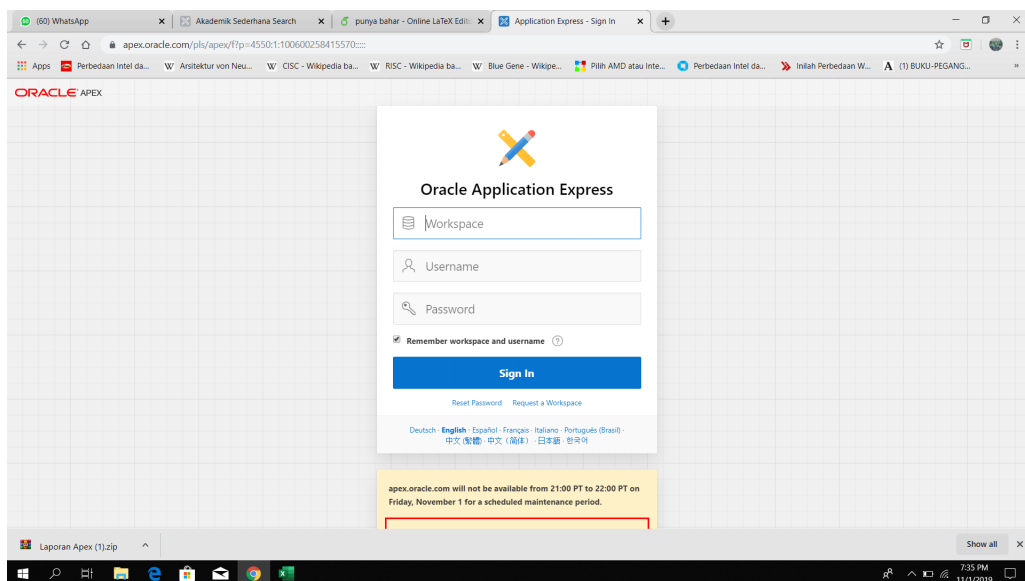 (60) WhatsApp
Akademik Sederhana Search
punya bahar - Online LaTeX Edito
Application Express - Sign In
apex.oracle.com/pls/apex/f?p=4550:1:100600258415570:::::
Apps
Perbedaan Intel da...
Arsitektur von Neu...
CISC - Wikipedia ba...
RISC - Wikipedia ba...
Blue Gene - Wikipe...
Pilih AMD atau Inte...
Perbedaan Intel da...
Inilah Perbedaan W...
(1) BUKU-PEGANG...
ORACLE APEX
Oracle Application Express
Workspace
Username
Password
Remember workspace and username
Sign In
Reset Password Request a Workspace
Deutsch · English · Español · Français · Italiano · Português (Brasil) ·
中文 (繁體) · 中文（简体） · 日本語 · 한국어
apex.oracle.com will not be available from 21:00 PT to 22:00 PT on
Friday, November 1 for a scheduled maintenance period.
Laporan Apex (1).zip
Show all
7:35 PM
11/1/2019